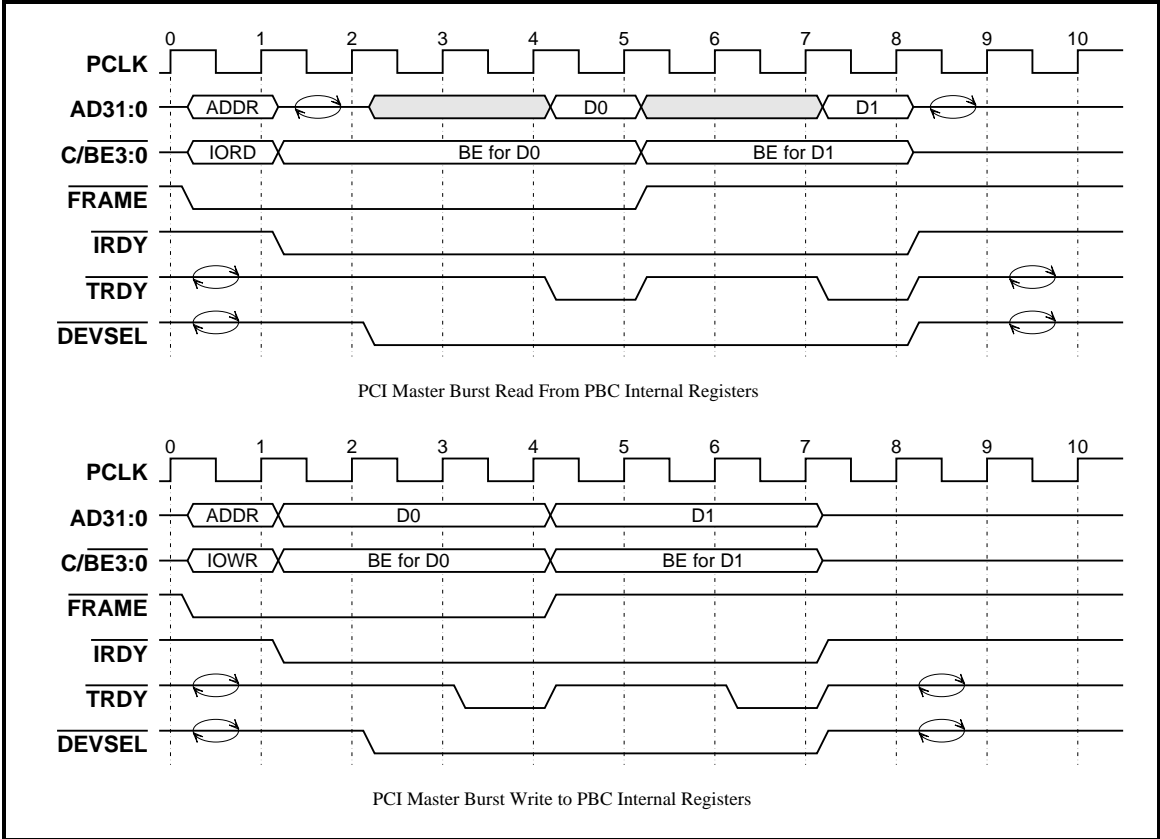 0 1 2 3 4 5 6 7 8 9 10
PCLK
AD31:0 ADDR D0 D1
C/BE3:0 IORD BE for D0 BE for D1
FRAME
IRDY
TRDY
DEVSEL
PCI Master Burst Read From PBC Internal Registers
0 1 2 3 4 5 6 7 8 9 10
PCLK
AD31:0 ADDR D0 D1
C/BE3:0 IOWR BE for D0 BE for D1
FRAME
IRDY
TRDY
DEVSEL
PCI Master Burst Write to PBC Internal Registers